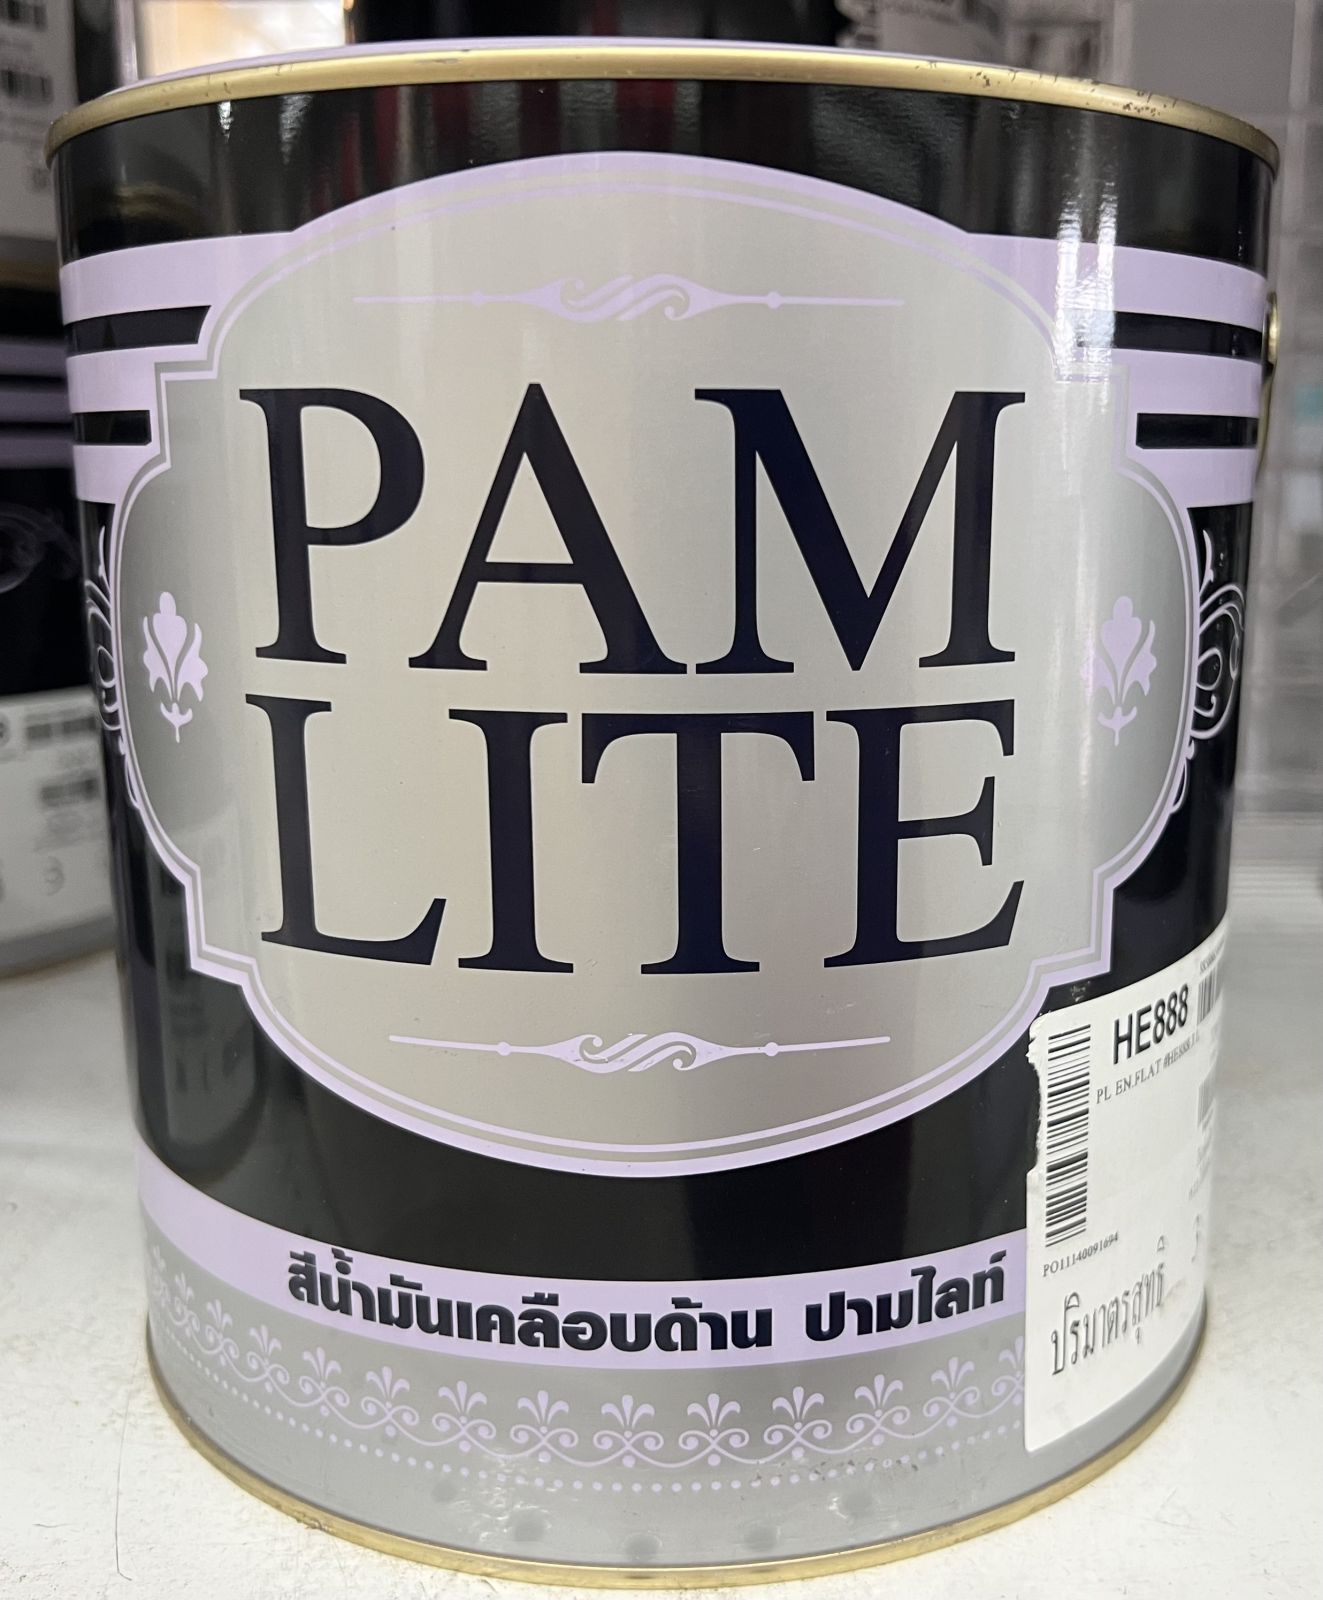 PAM
LITE
สีน้ำมันเคลือบด้าน ปามไลท์
HE888
PL EN.FLAT #HE888
PO11140091694
ปริมาตรสุทธิ